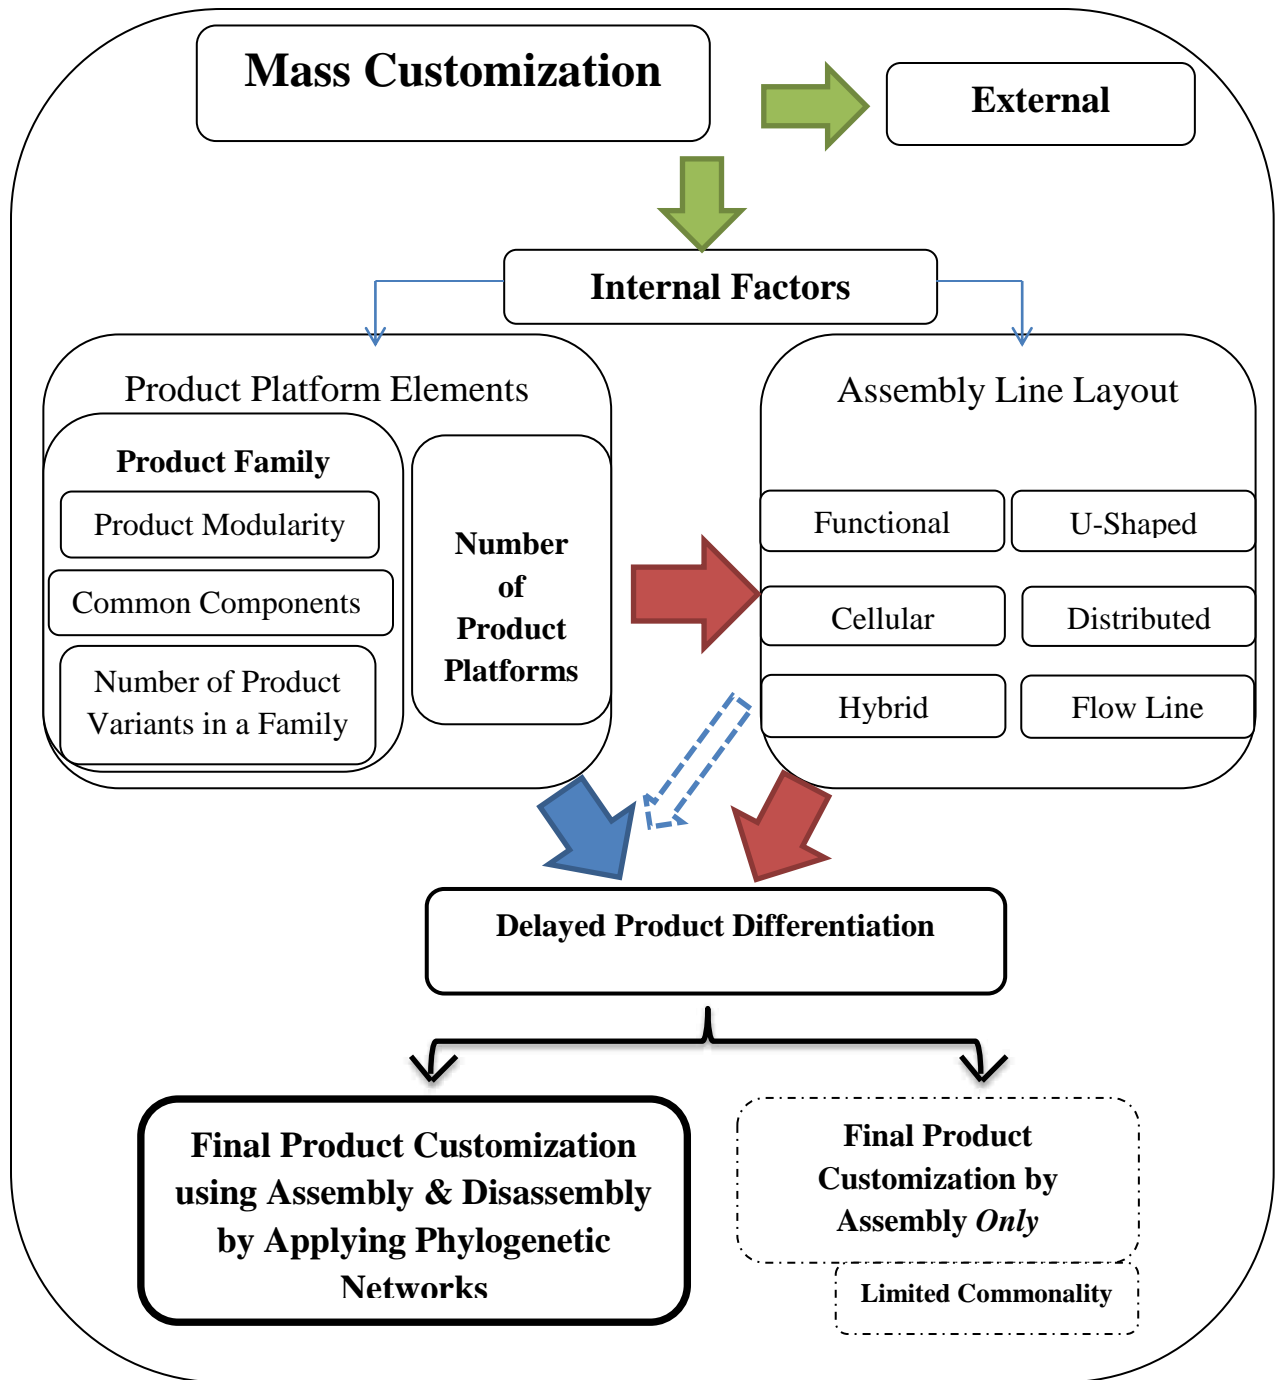 Mass Customization
External
Internal Factors
Product Platform Elements
Product Family
Product Modularity
Common Components
Number of Product
Variants in a Family
Number
of
Product
Platforms
Assembly Line Layout
Functional
U-Shaped
Cellular
Distributed
Hybrid
Flow Line
Delayed Product Differentiation
Final Product Customization
using Assembly & Disassembly
by Applying Phylogenetic
Networks
Final Product
Customization by
Assembly Only
Limited Commonality